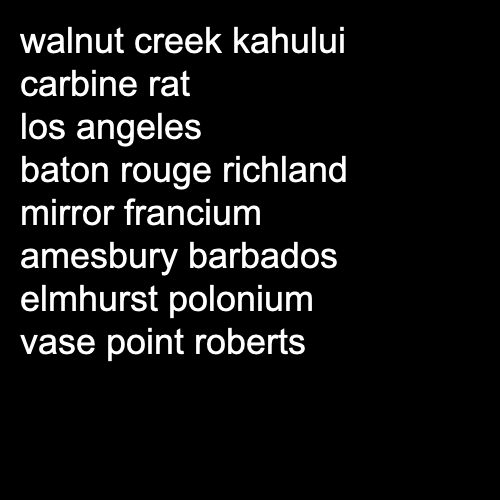 walnut creek kahului
carbine rat
los angeles
baton rouge richland
mirror francium
amesbury barbados
elmhurst polonium
vase point roberts